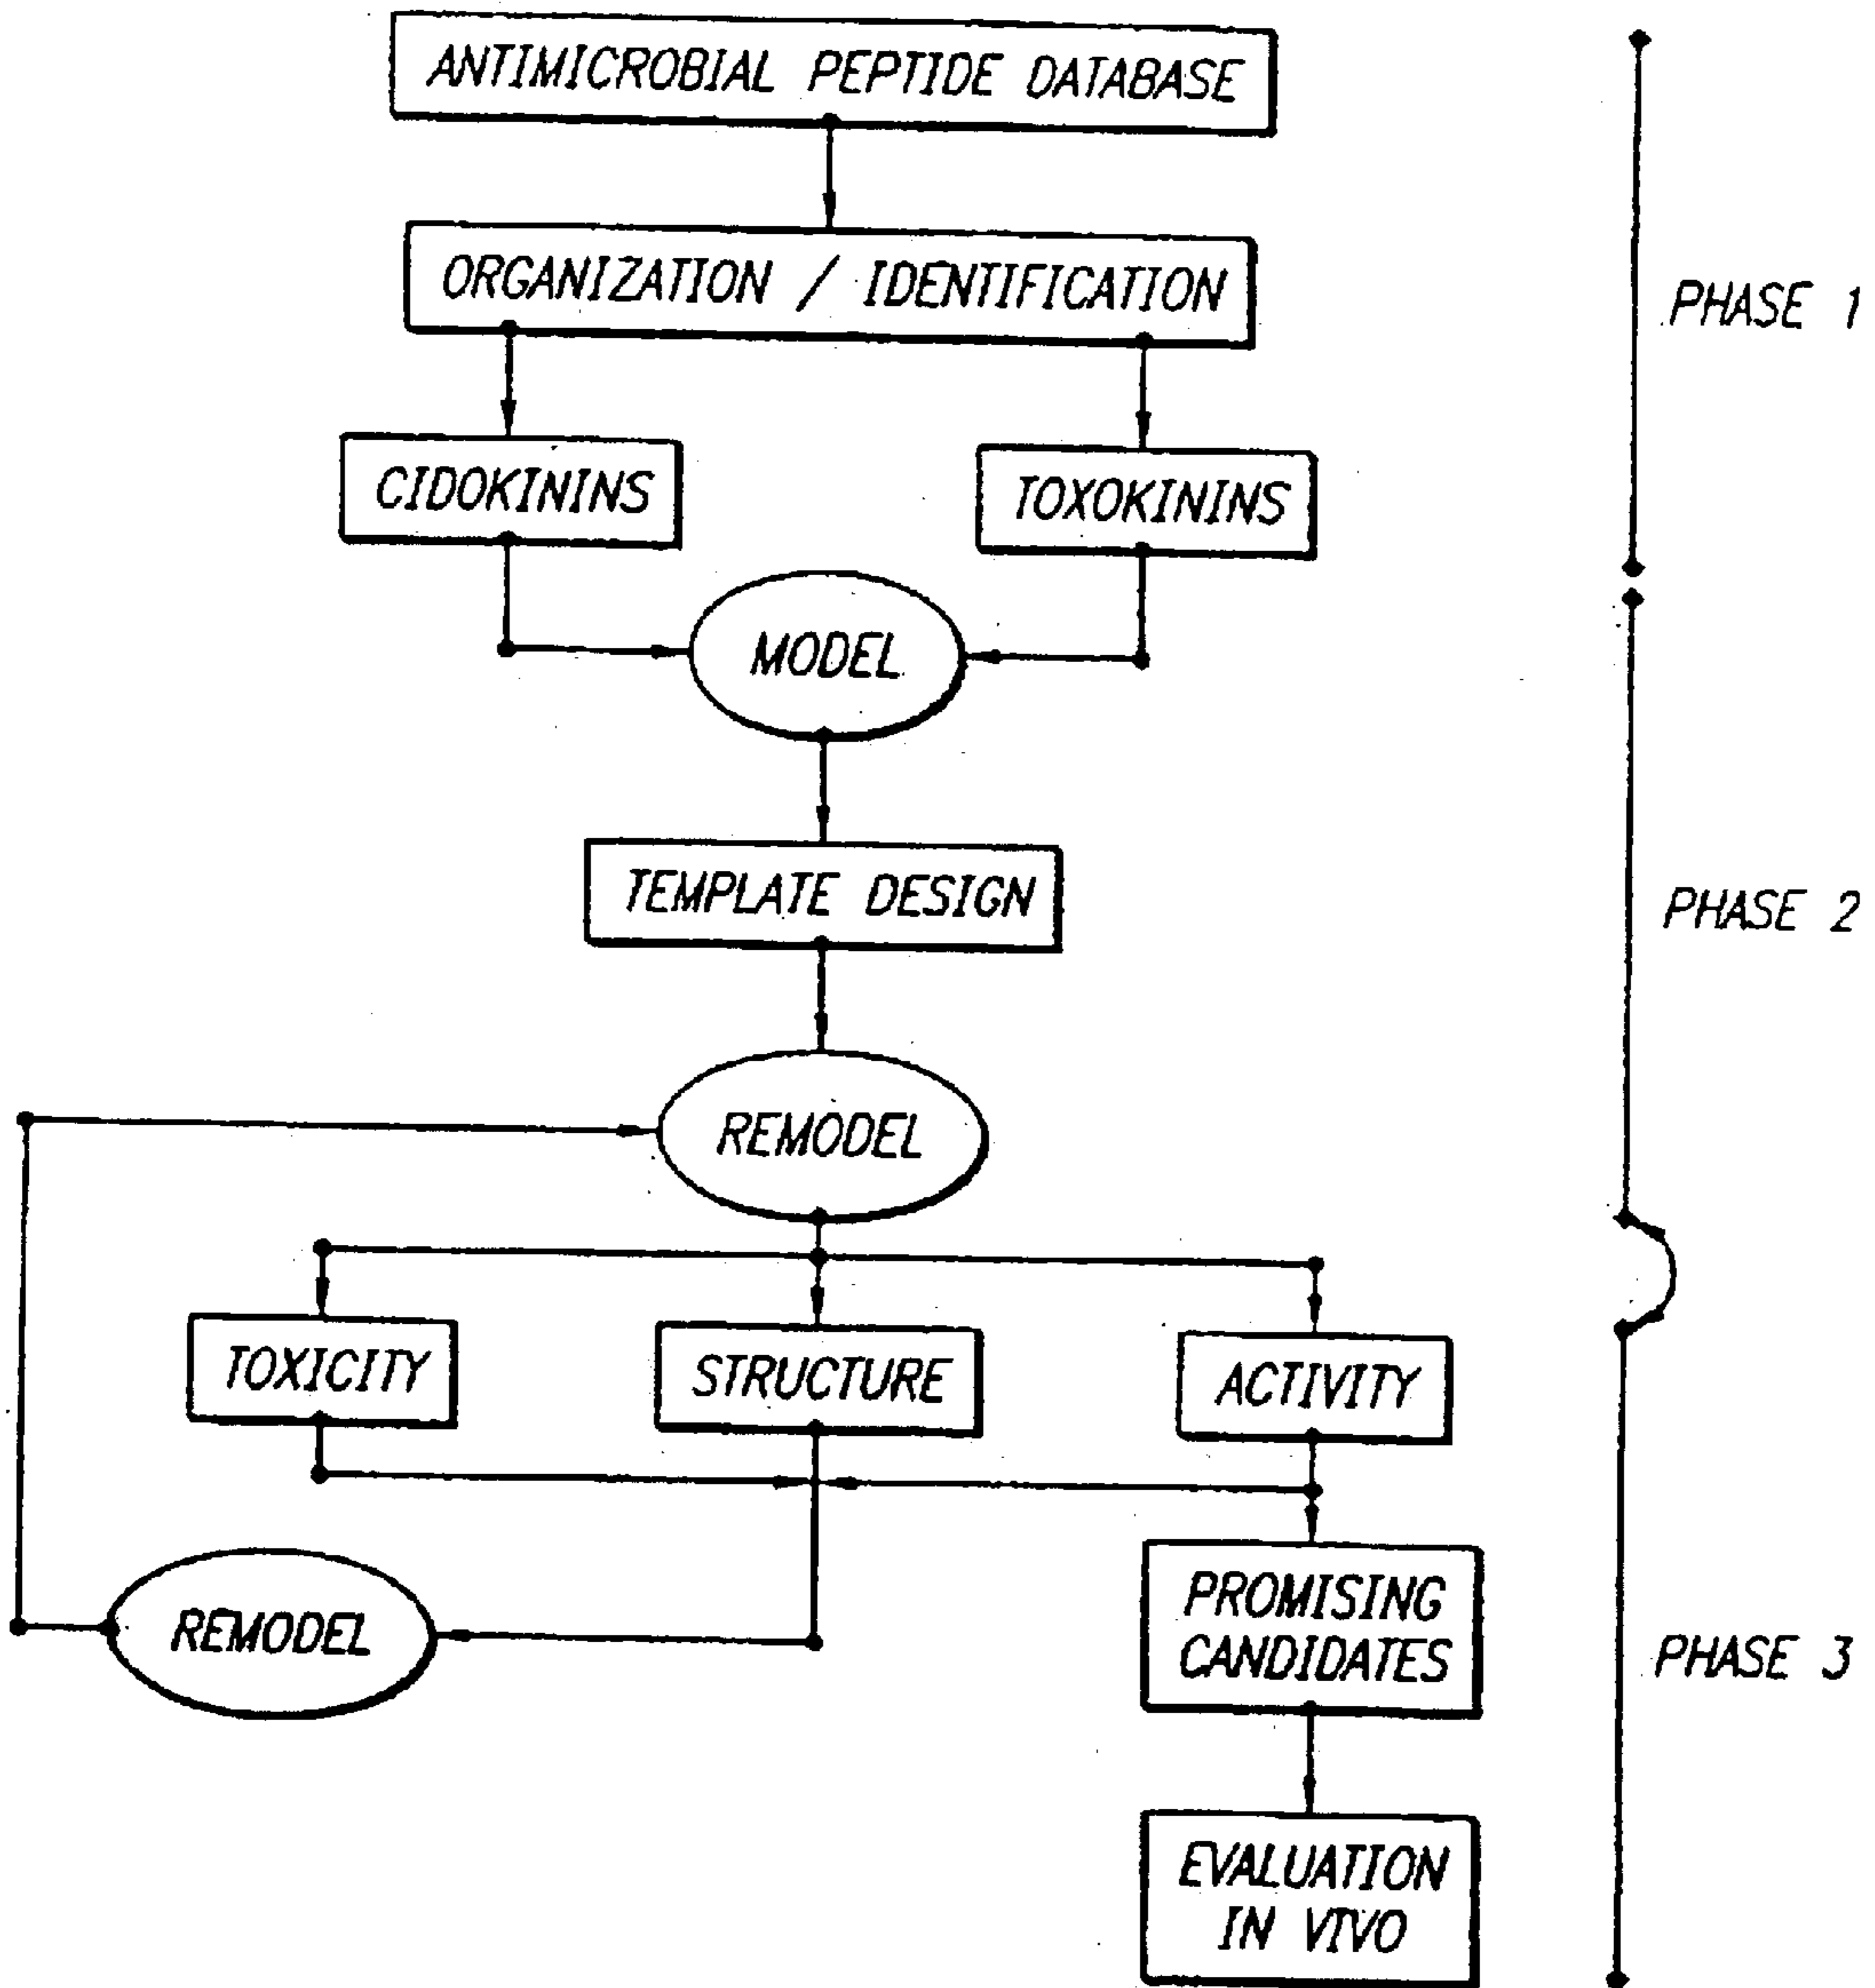 ANTIMICROBIAL PEPTIDE DATABASE
ORGANIZATION / IDENTIFICATION
PHASE 1
CIDOKININS
TOXOKININS
MODEL
TEMPLATE DESIGN
PHASE 2
REMODEL
TOXICITY
STRUCTURE
ACTIVITY
PROMISING
CANDIDATES
REMODEL
PHASE 3
EVALUATION
IN VIVO